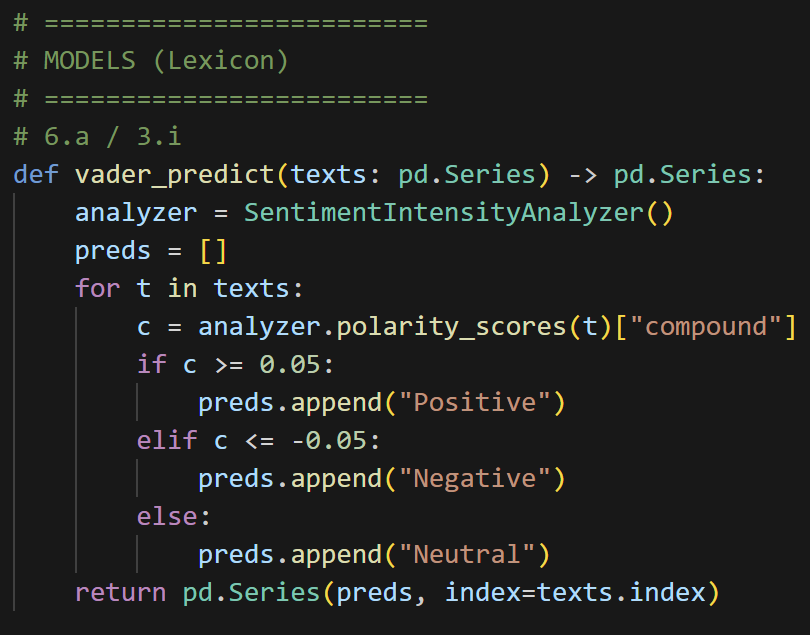 # =========================
# MODELS (Lexicon)
# =========================
# 6.a / 3.i
def vader_predict(texts: pd.Series) -> pd.Series:
    analyzer = SentimentIntensityAnalyzer()
    preds = []
    for t in texts:
        c = analyzer.polarity_scores(t)["compound"]
        if c >= 0.05:
            preds.append("Positive")
        elif c <= -0.05:
            preds.append("Negative")
        else:
            preds.append("Neutral")
    return pd.Series(preds, index=texts.index)